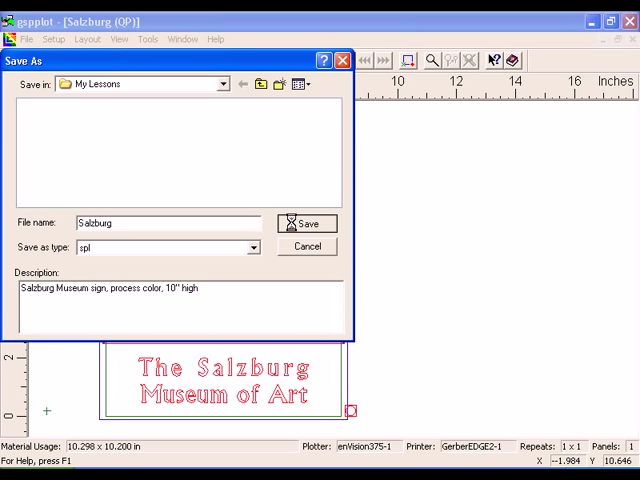 gspplot - [Salzburg (OP)]
File Setup Layout View Tools Window Help
Save As
Save in: My Lessons
10 12 14 16 Inches
File name: Salzburg Save
Save as type: spl Cancel
Description:
Salzburg Museum sign, process color, 10" high
2
The Salzburg
Museum of Art
0
Material Usage: 10.298 x 10.200 in Plotter: enVision375-1 Printer: GerberEDGE2-1 Repeats: 1 x 1 Panels: 1
For Help, press F1 X --1.984 Y 10.646